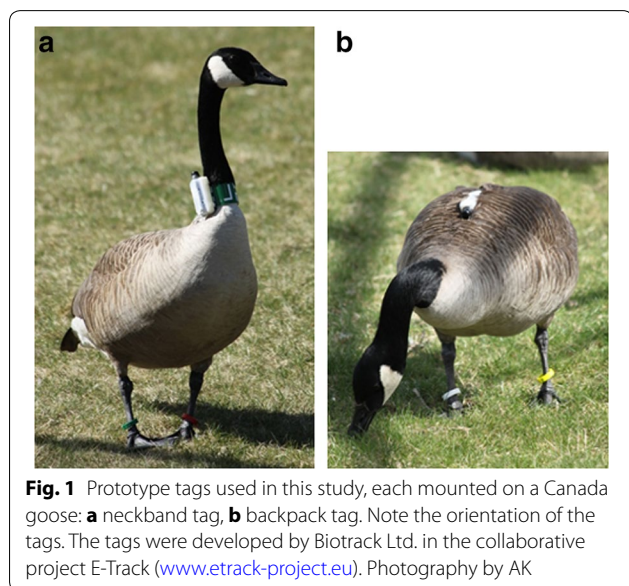 a
b
Fig. 1 Prototype tags used in this study, each mounted on a Canada
goose: a neckband tag, b backpack tag. Note the orientation of the
tags. The tags were developed by Biotrack Ltd. in the collaborative
project E-Track (www.etrack-project.eu). Photography by AK